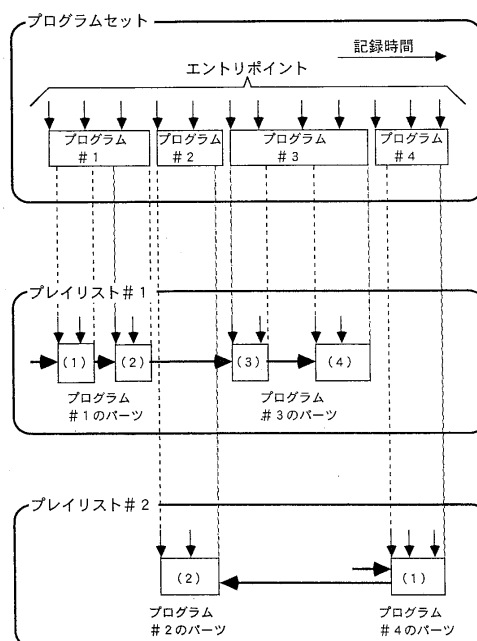 プログラムセット
記録時間
エントリポイント
プログラム
＃1
プログラム
＃2
プログラム
＃3
プログラム
＃4
プレイリスト＃1
(1)
(2)
(3)
(4)
プログラム
＃1のパーツ
プログラム
＃3のパーツ
プレイリスト＃2
(2)
(1)
プログラム
＃2のパーツ
プログラム
＃4のパーツ